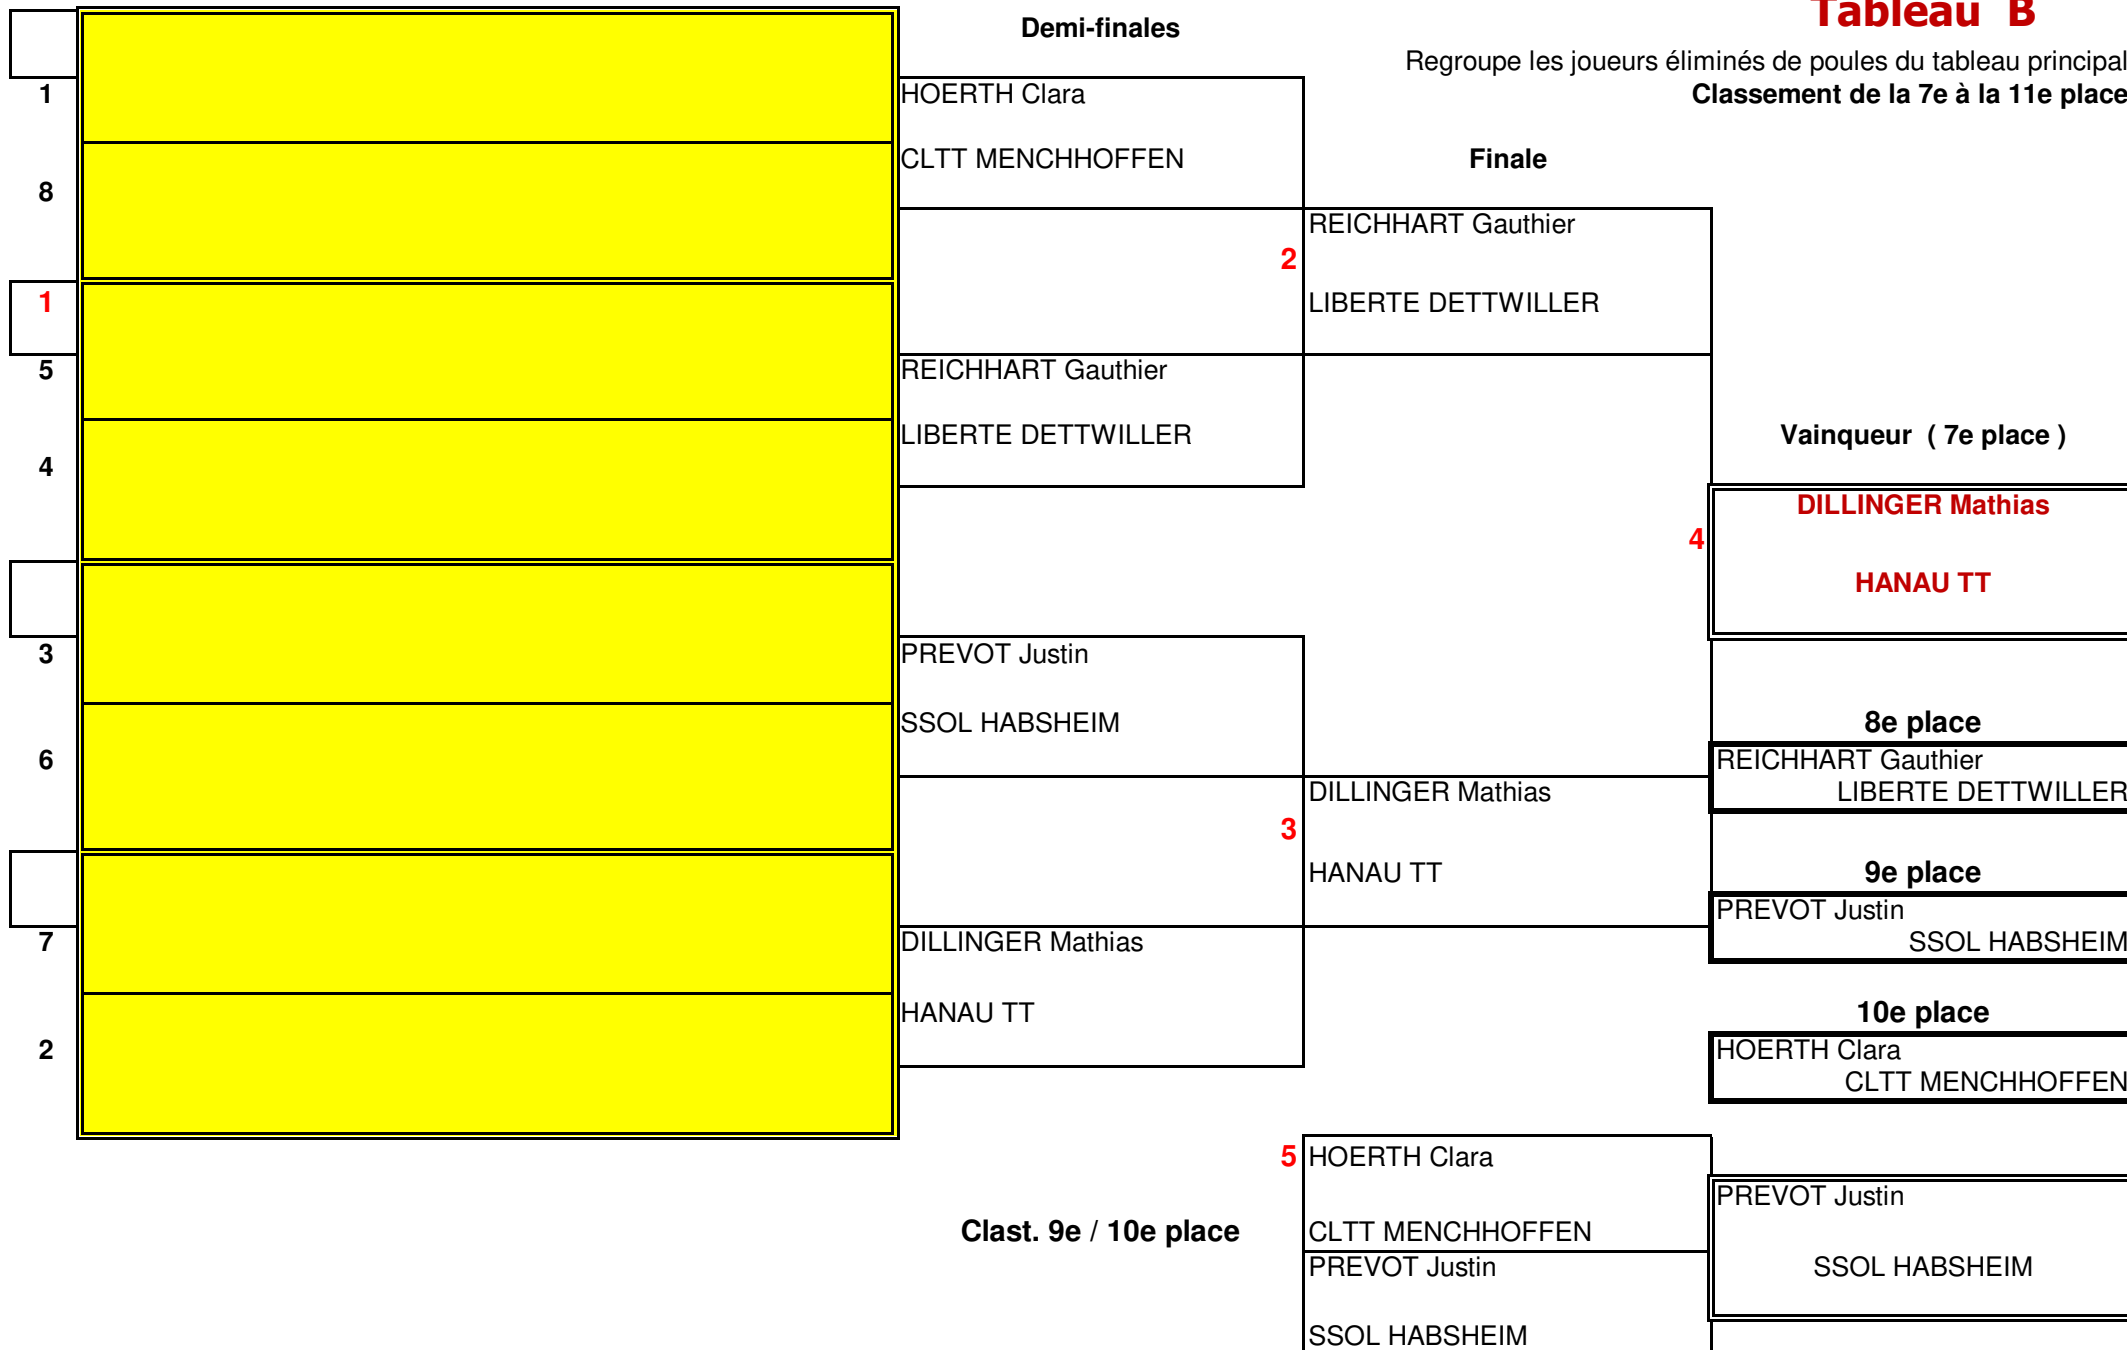 Tableau B
Demi-finales
Regroupe les joueurs éliminés de poules du tableau principal
1
HOERTH Clara
Classement de la 7e à la 11e place
CLTT MENCHHOFFEN
Finale
8
REICHHART Gauthier
2
1
LIBERTE DETTWILLER
5
REICHHART Gauthier
LIBERTE DETTWILLER
Vainqueur ( 7e place )
4
DILLINGER Mathias
4
HANAU TT
3
PREVOT Justin
SSOL HABSHEIM
8e place
6
REICHHART Gauthier
DILLINGER Mathias
LIBERTE DETTWILLER
3
HANAU TT
9e place
PREVOT Justin
7
DILLINGER Mathias
SSOL HABSHEIM
HANAU TT
10e place
2
HOERTH Clara
CLTT MENCHHOFFEN
5
HOERTH Clara
PREVOT Justin
Clast. 9e / 10e place
CLTT MENCHHOFFEN
PREVOT Justin
SSOL HABSHEIM
SSOL HABSHEIM